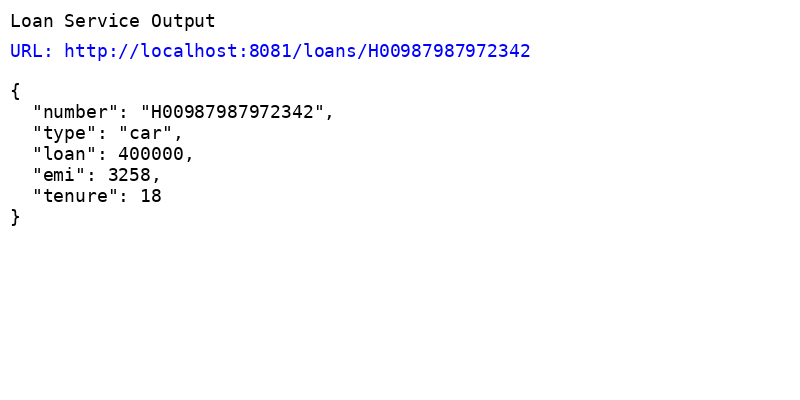 Loan Service Output
URL: http://localhost:8081/loans/H00987987972342
{
  "number": "H00987987972342",
  "type": "car",
  "loan": 400000,
  "emi": 3258,
  "tenure": 18
}